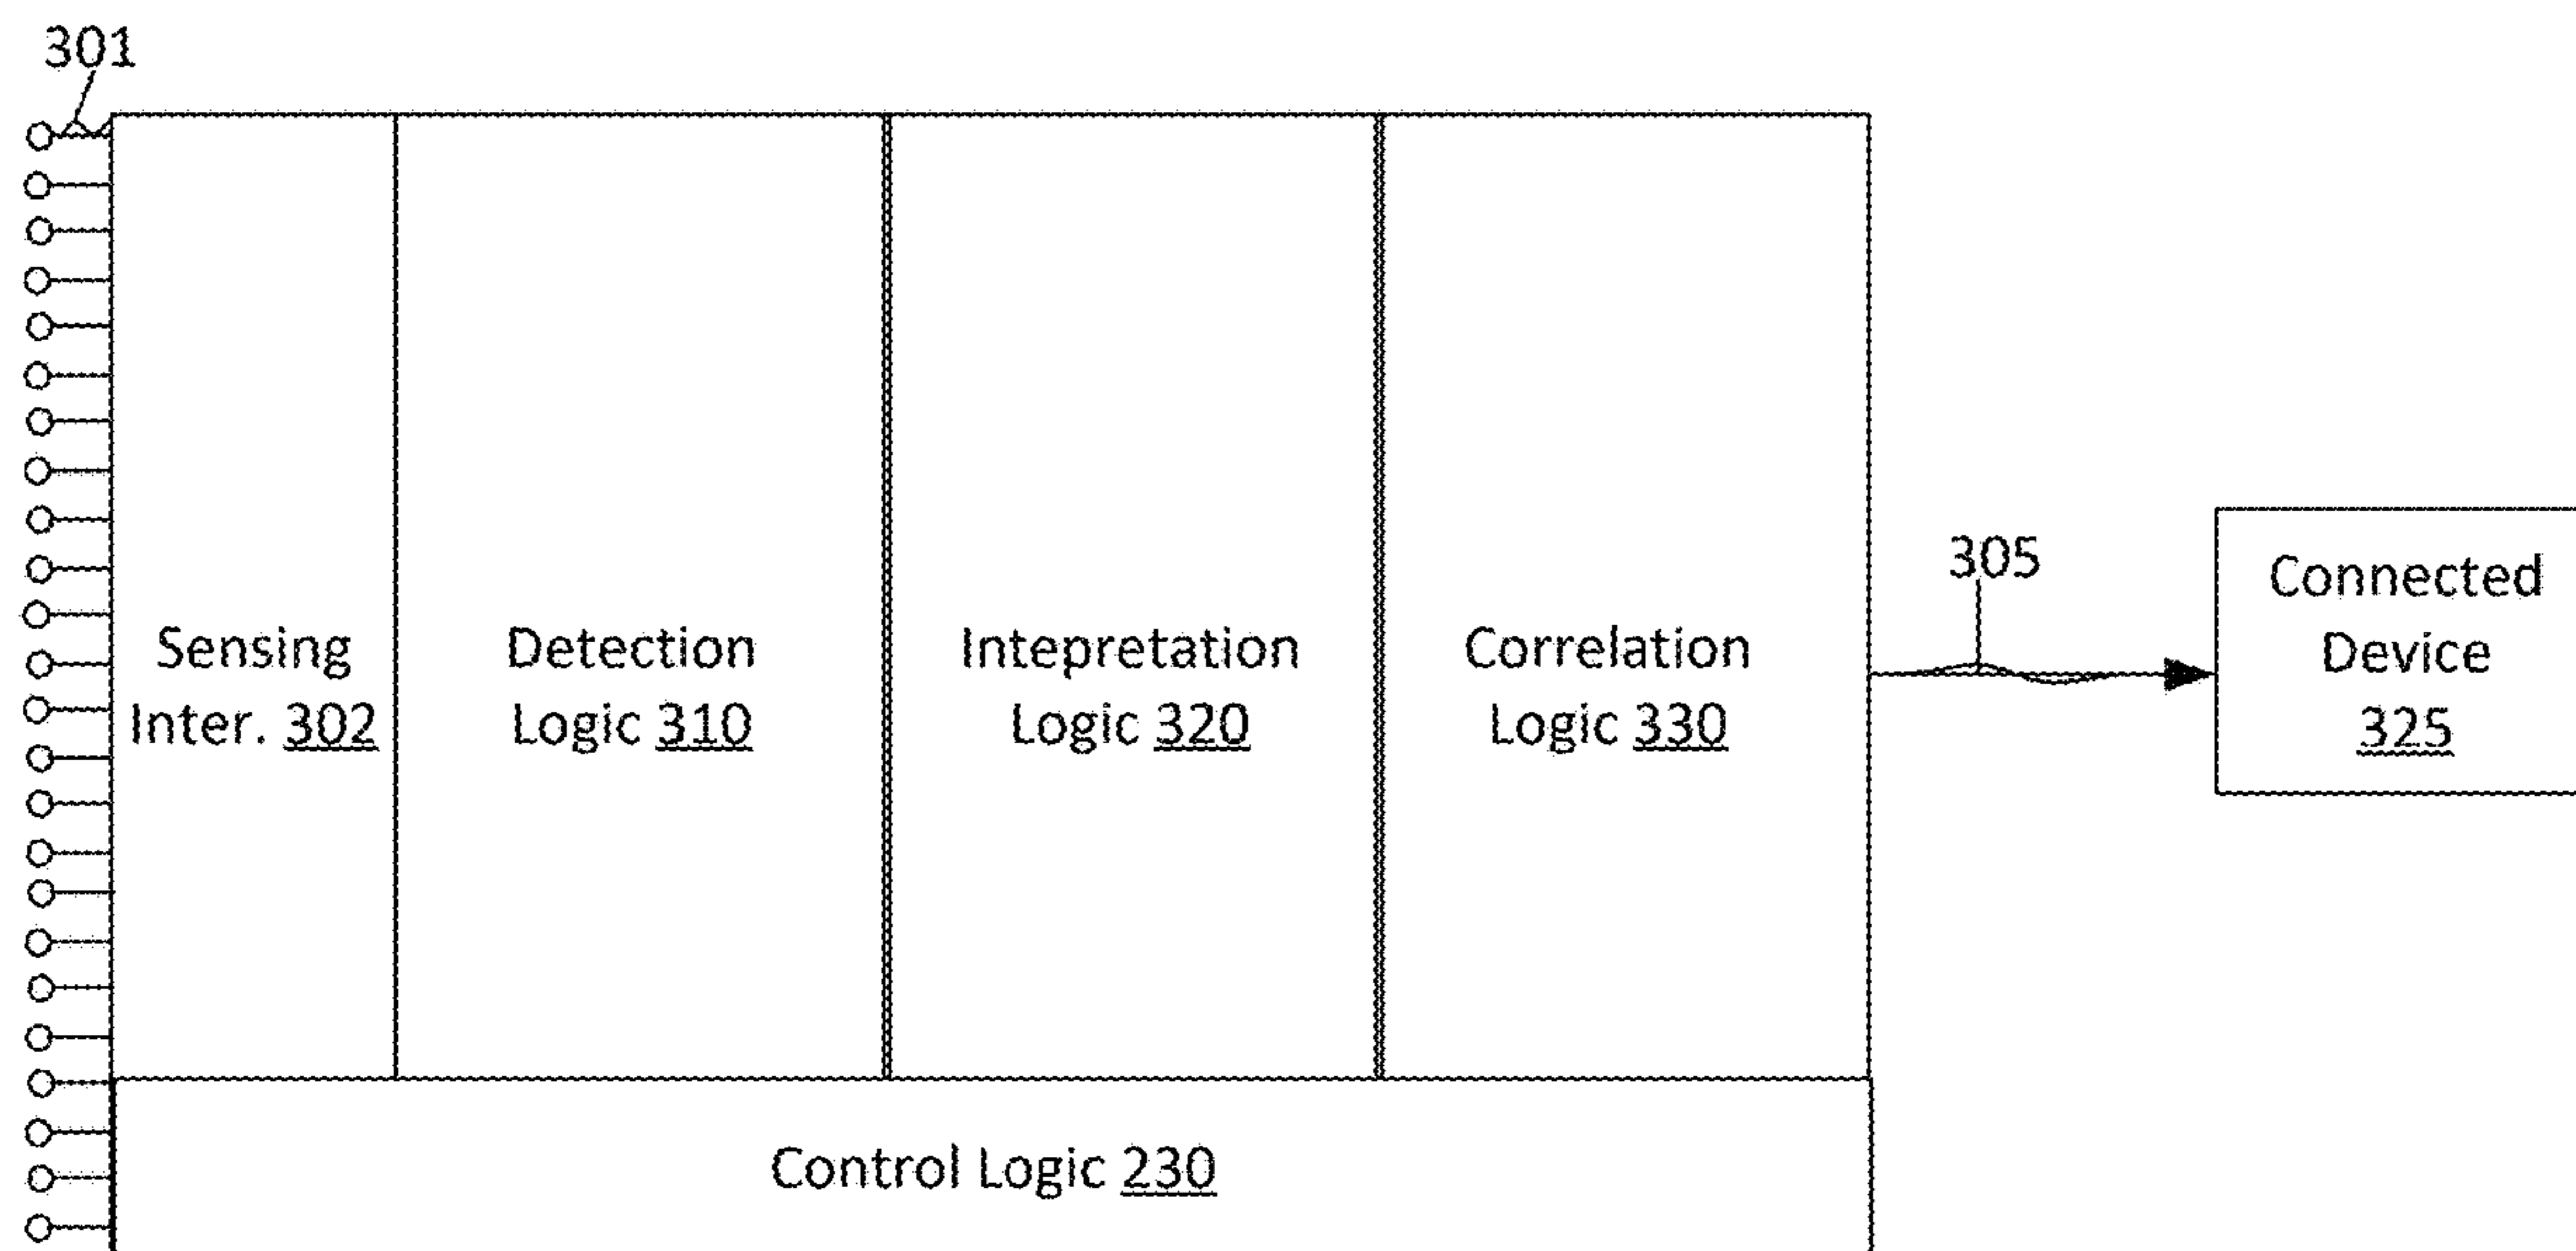 301
Sensing
Inter. 302
Detection
Logic 310
Intepretation
Logic 320
Correlation
Logic 330
305
Connected
Device
325
Control Logic 230